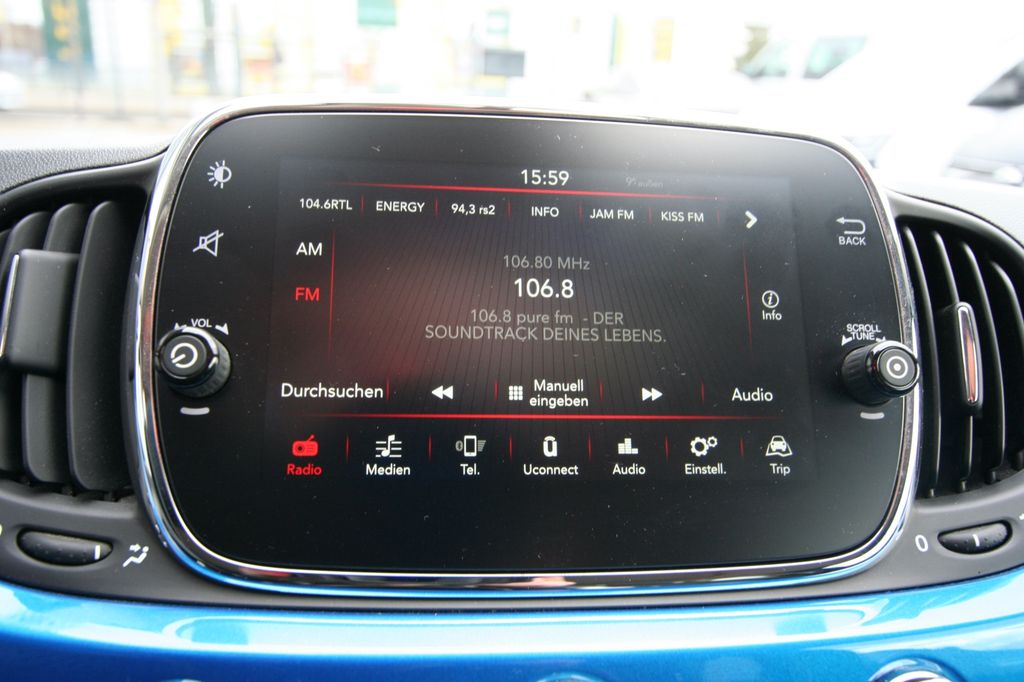 15:59
9° außen
104.6RTL ENERGY 94,3 rs2 INFO JAM FM KISS FM
BACK
AM
106.80 MHz
FM
106.8
Info
106.8 pure fm - DER
SOUNDTRACK DEINES LEBENS.
VOL
SCROLL
TUNE
Durchsuchen
Manuell
eingeben
Audio
Radio Medien Tel. Uconnect Audio Einstell. Trip
0